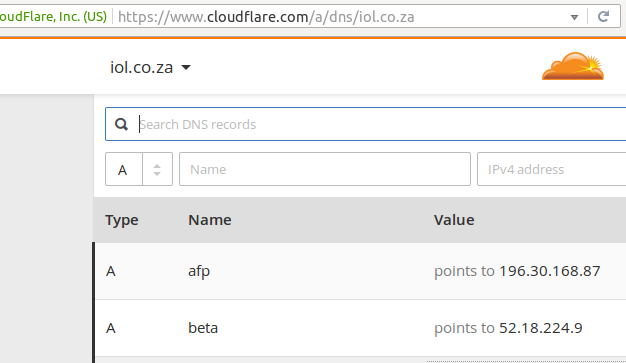 oudFlare, Inc. (US) https://www.cloudflare.com/a/dns/iol.co.za
iol.co.za
Search DNS records
A Name IPv4 address
Type Name Value
A afp points to 196.30.168.87
A beta points to 52.18.224.9